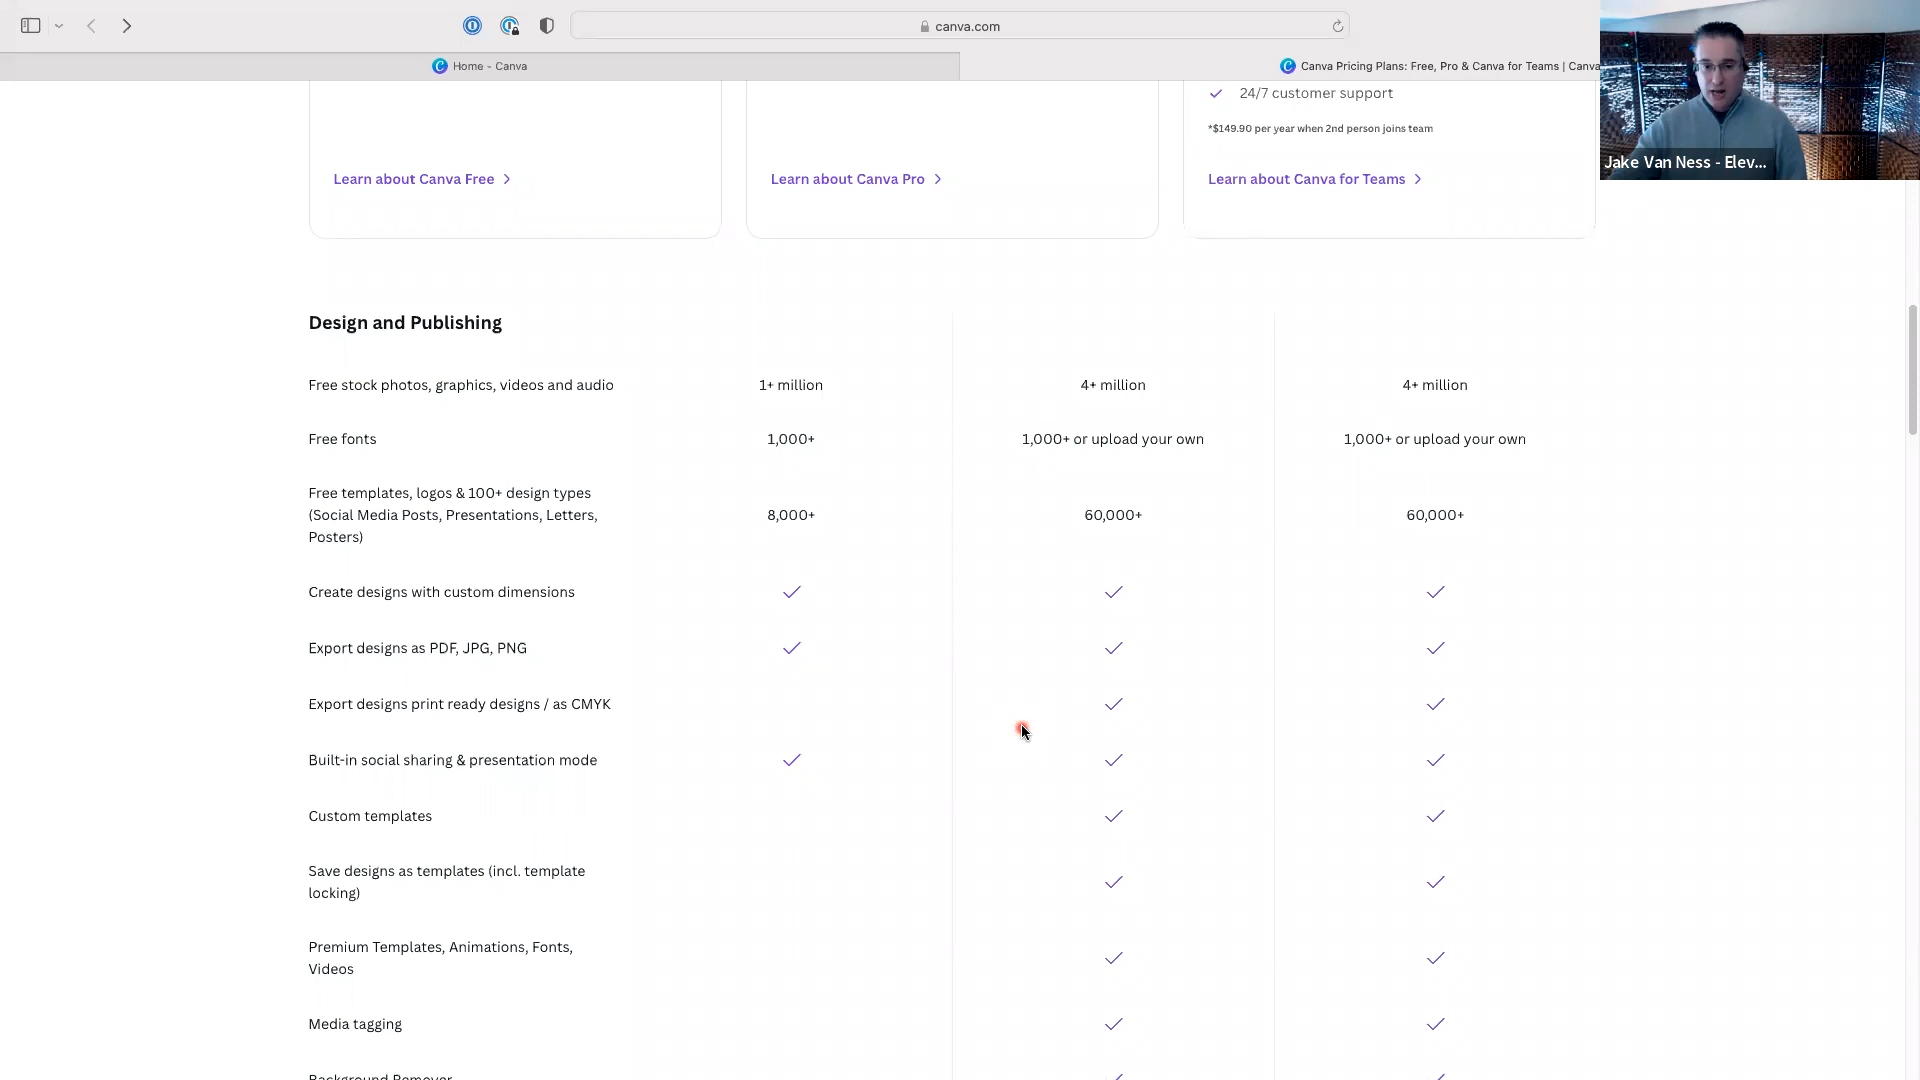 canva.com
Home - Canva
Canva Pricing Plans: Free, Pro & Canva for Teams | Canva
24/7 customer support
*$149.90 per year when 2nd person joins team
Learn about Canva Free
Learn about Canva Pro
Learn about Canva for Teams
Jake Van Ness - Elev...
Design and Publishing
Free stock photos, graphics, videos and audio 1+ million 4+ million 4+ million
Free fonts 1,000+ 1,000+ or upload your own 1,000+ or upload your own
Free templates, logos & 100+ design types
(Social Media Posts, Presentations, Letters, 8,000+ 60,000+ 60,000+
Posters)
Create designs with custom dimensions
Export designs as PDF, JPG, PNG
Export designs print ready designs / as CMYK
Built-in social sharing & presentation mode
Custom templates
Save designs as templates (incl. template
locking)
Premium Templates, Animations, Fonts,
Videos
Media tagging
Background Remover